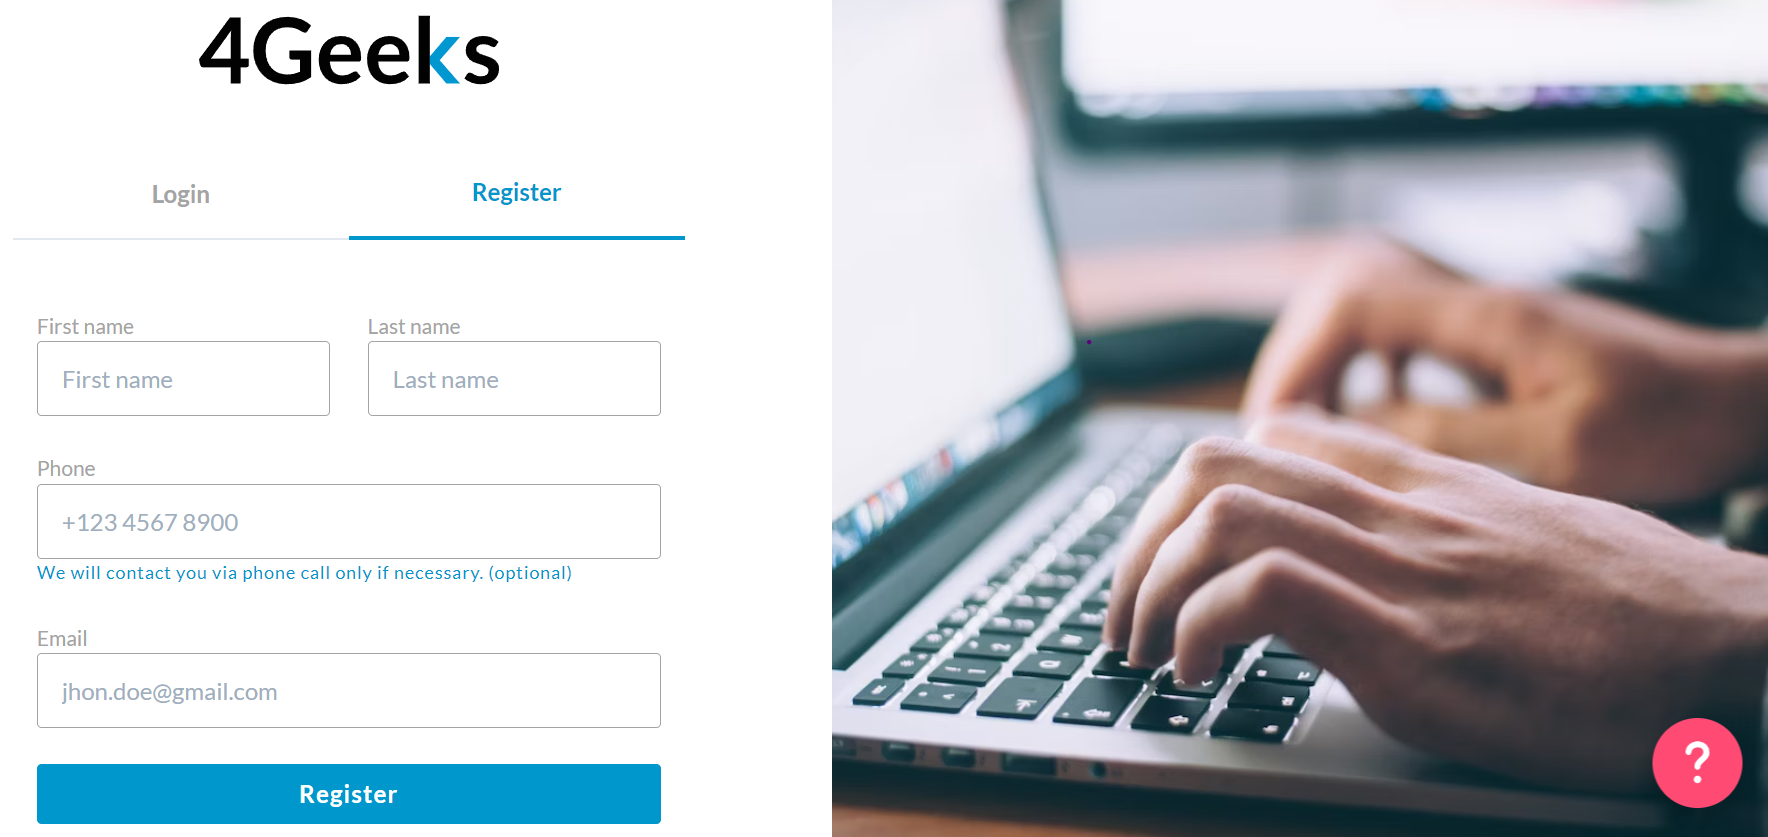 4Geeks
Login Register
First name Last name
First name Last name
Phone
+123 4567 8900
We will contact you via phone call only if necessary. (optional)
Email
jhon.doe@gmail.com
Register
?